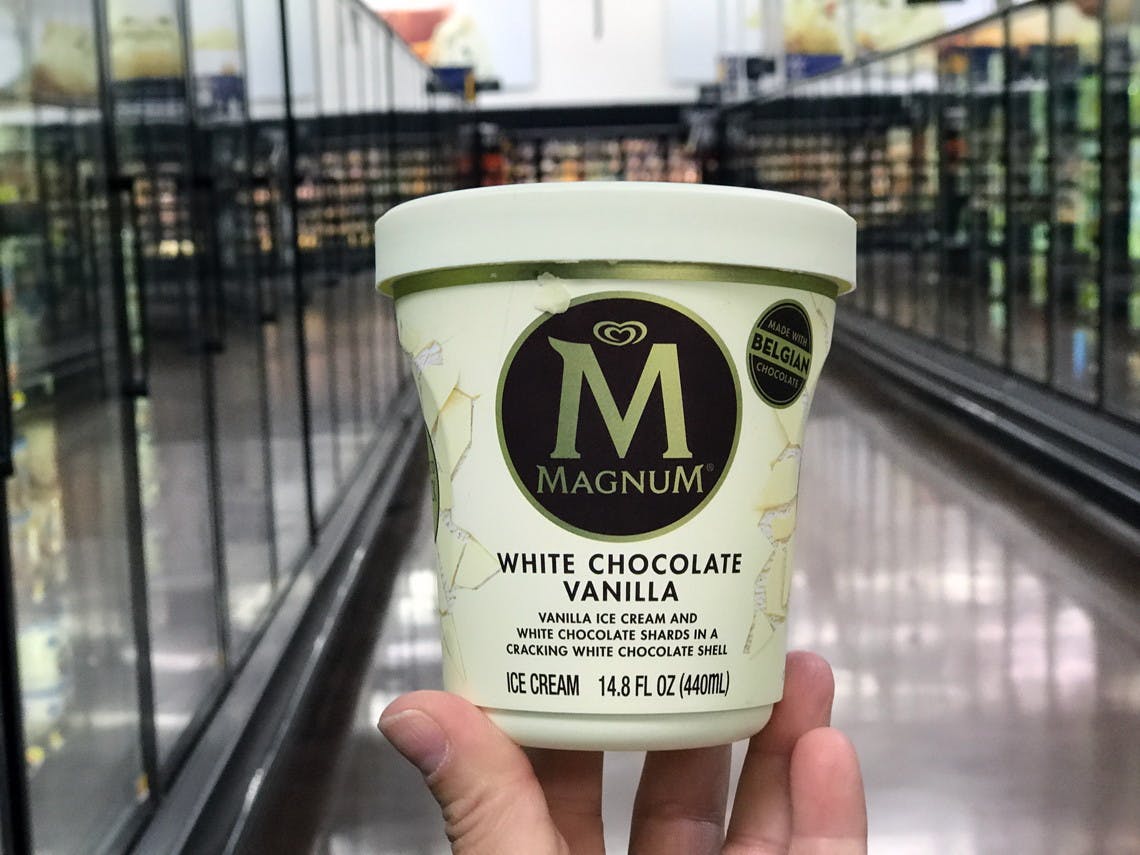 M
MAGNUM®
MADE WITH
BELGIAN
CHOCOLATE
WHITE CHOCOLATE
VANILLA
VANILLA ICE CREAM AND
WHITE CHOCOLATE SHARDS IN A
CRACKING WHITE CHOCOLATE SHELL
ICE CREAM 14.8 FL OZ (440mL)